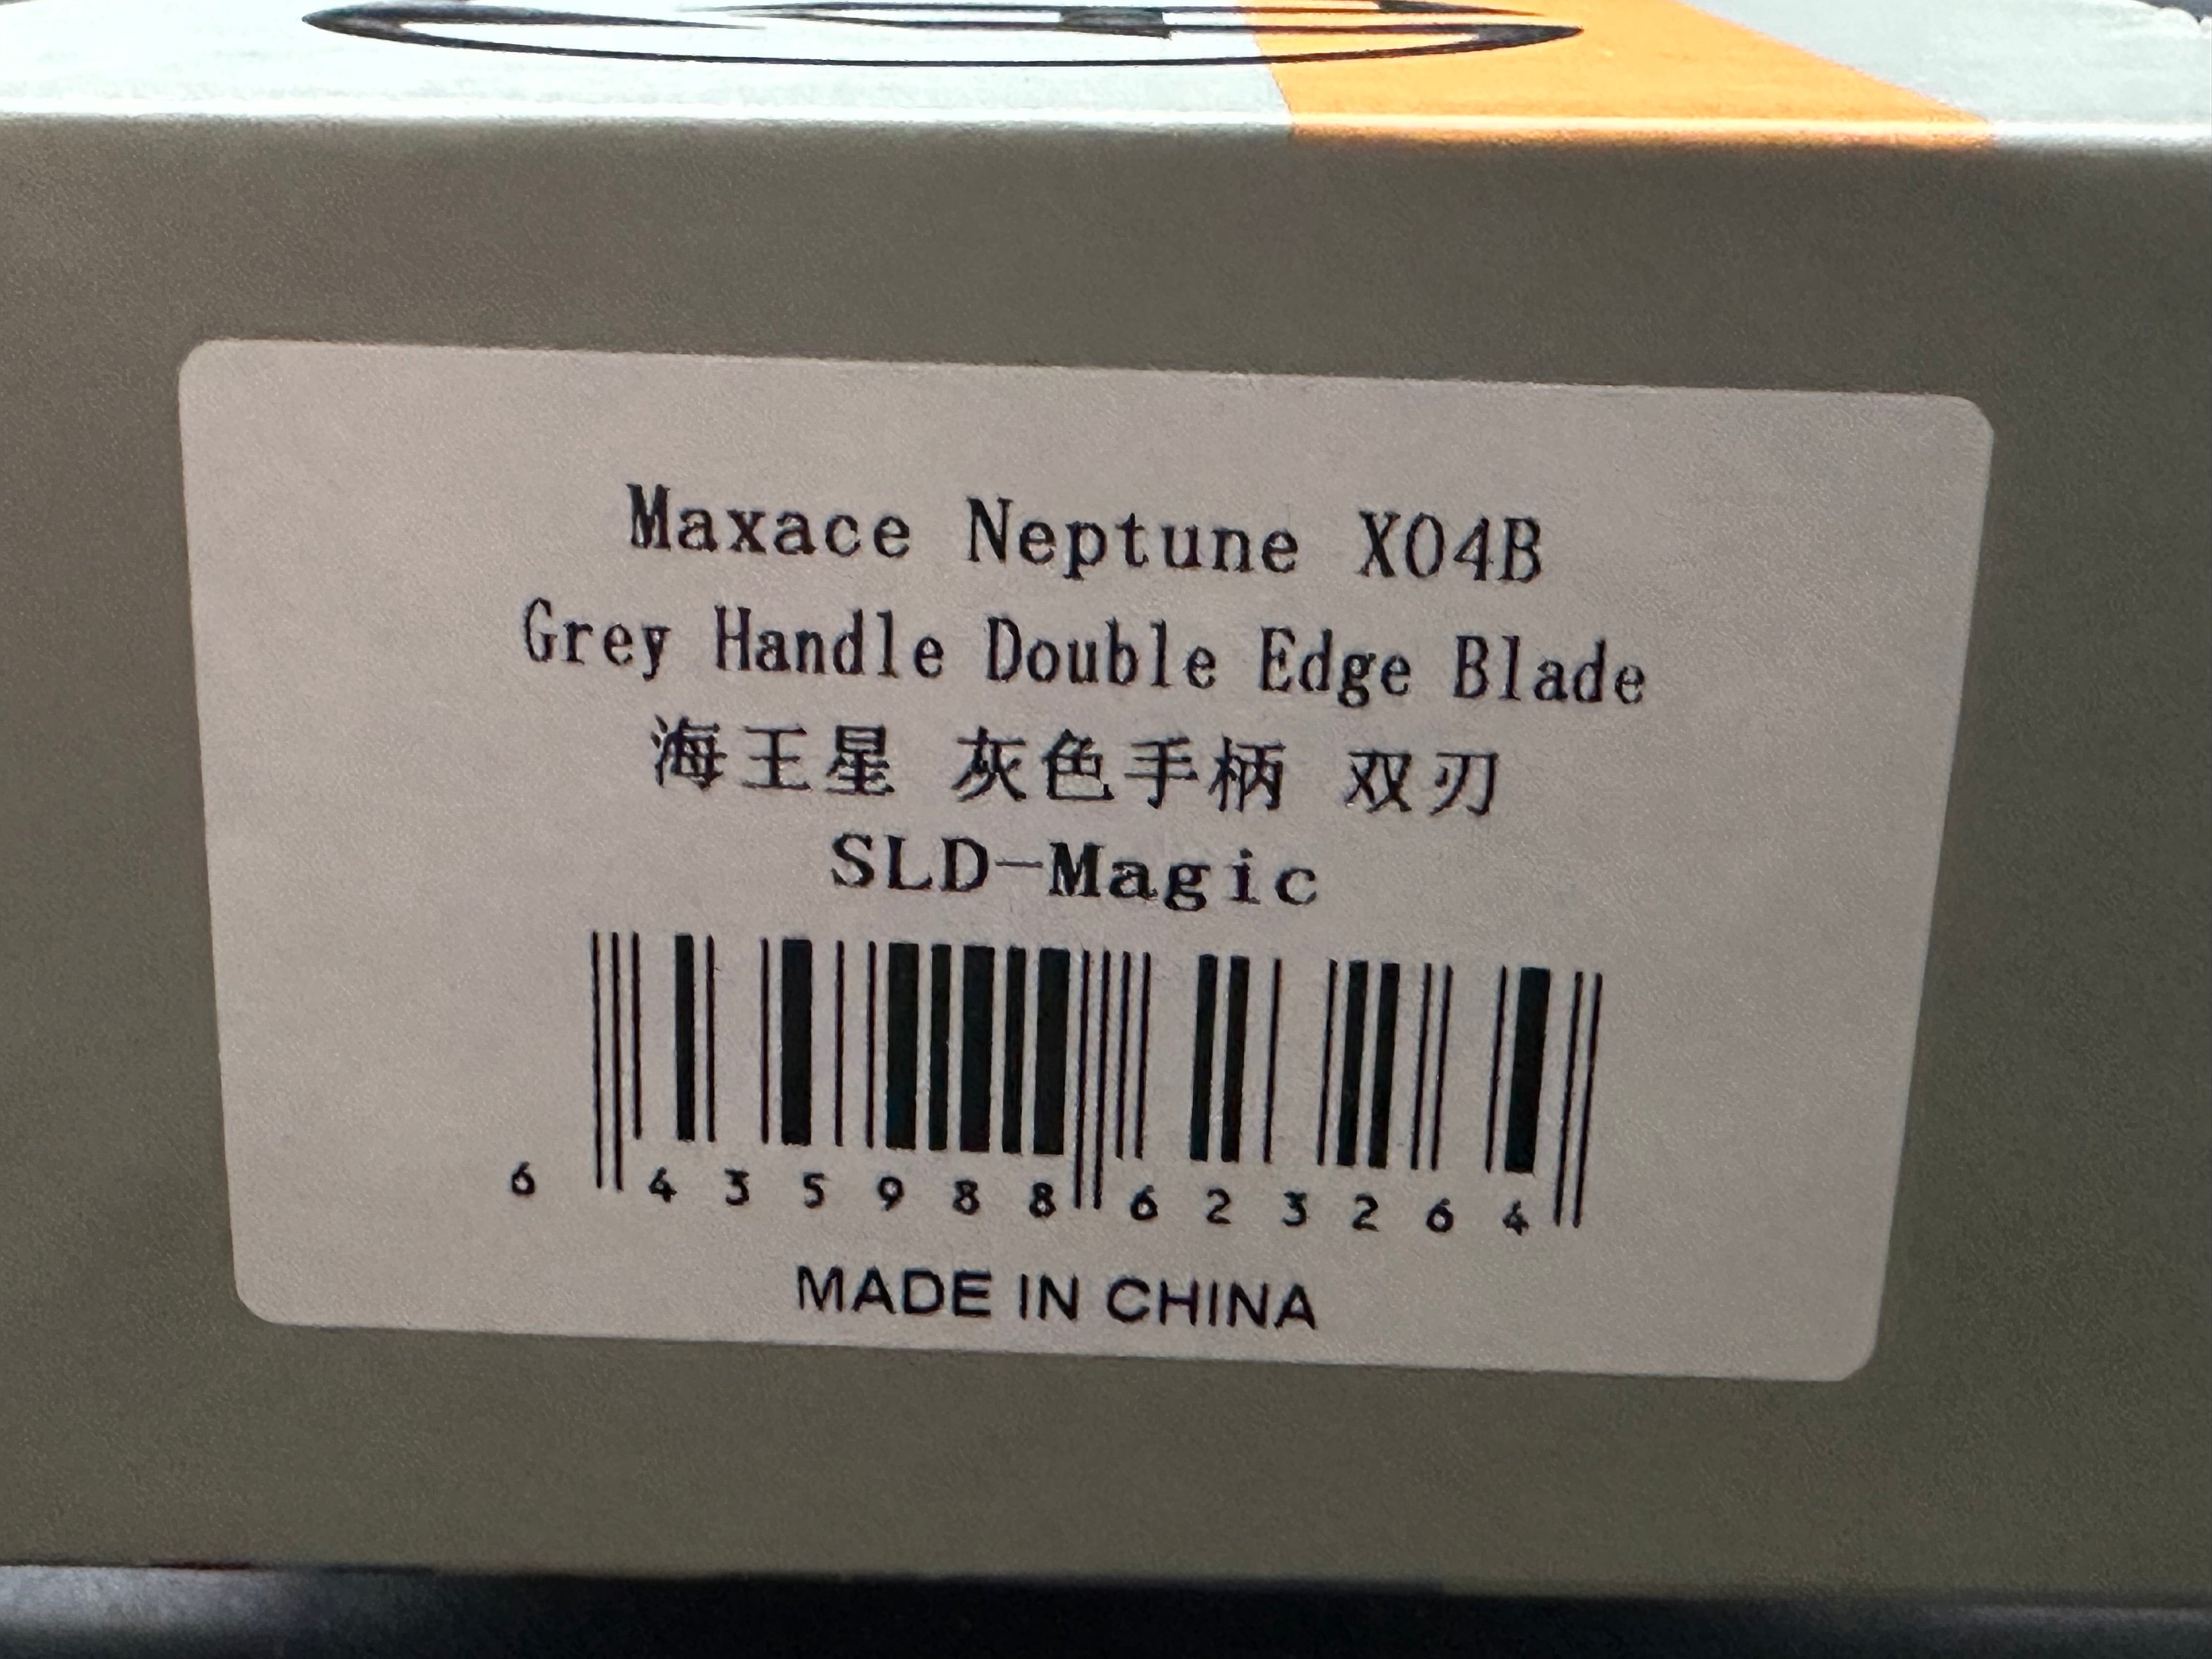 Maxace Neptune X04B
Grey Handle Double Edge Blade
海王星 灰色手柄 双刃
SLD-Magic
6 435988 623264
MADE IN CHINA